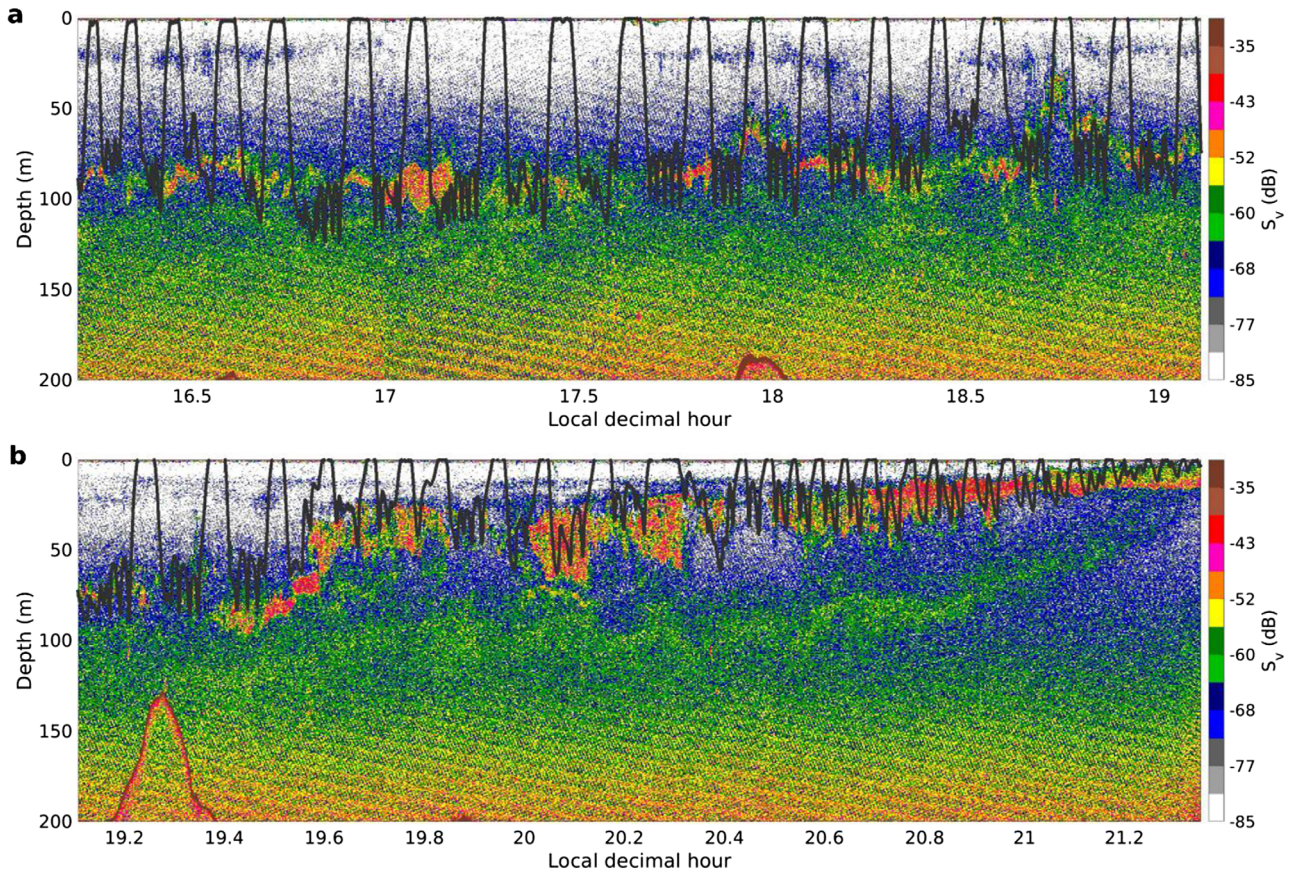 a
0
50
100
150
200
Depth (m)
16.5 17 17.5 18 18.5 19
Local decimal hour
-35
-43
-52
-60
-68
-77
-85
Sv (dB)
b
0
50
100
150
200
Depth (m)
19.2 19.4 19.6 19.8 20 20.2 20.4 20.6 20.8 21 21.2
Local decimal hour
-35
-43
-52
-60
-68
-77
-85
Sv (dB)